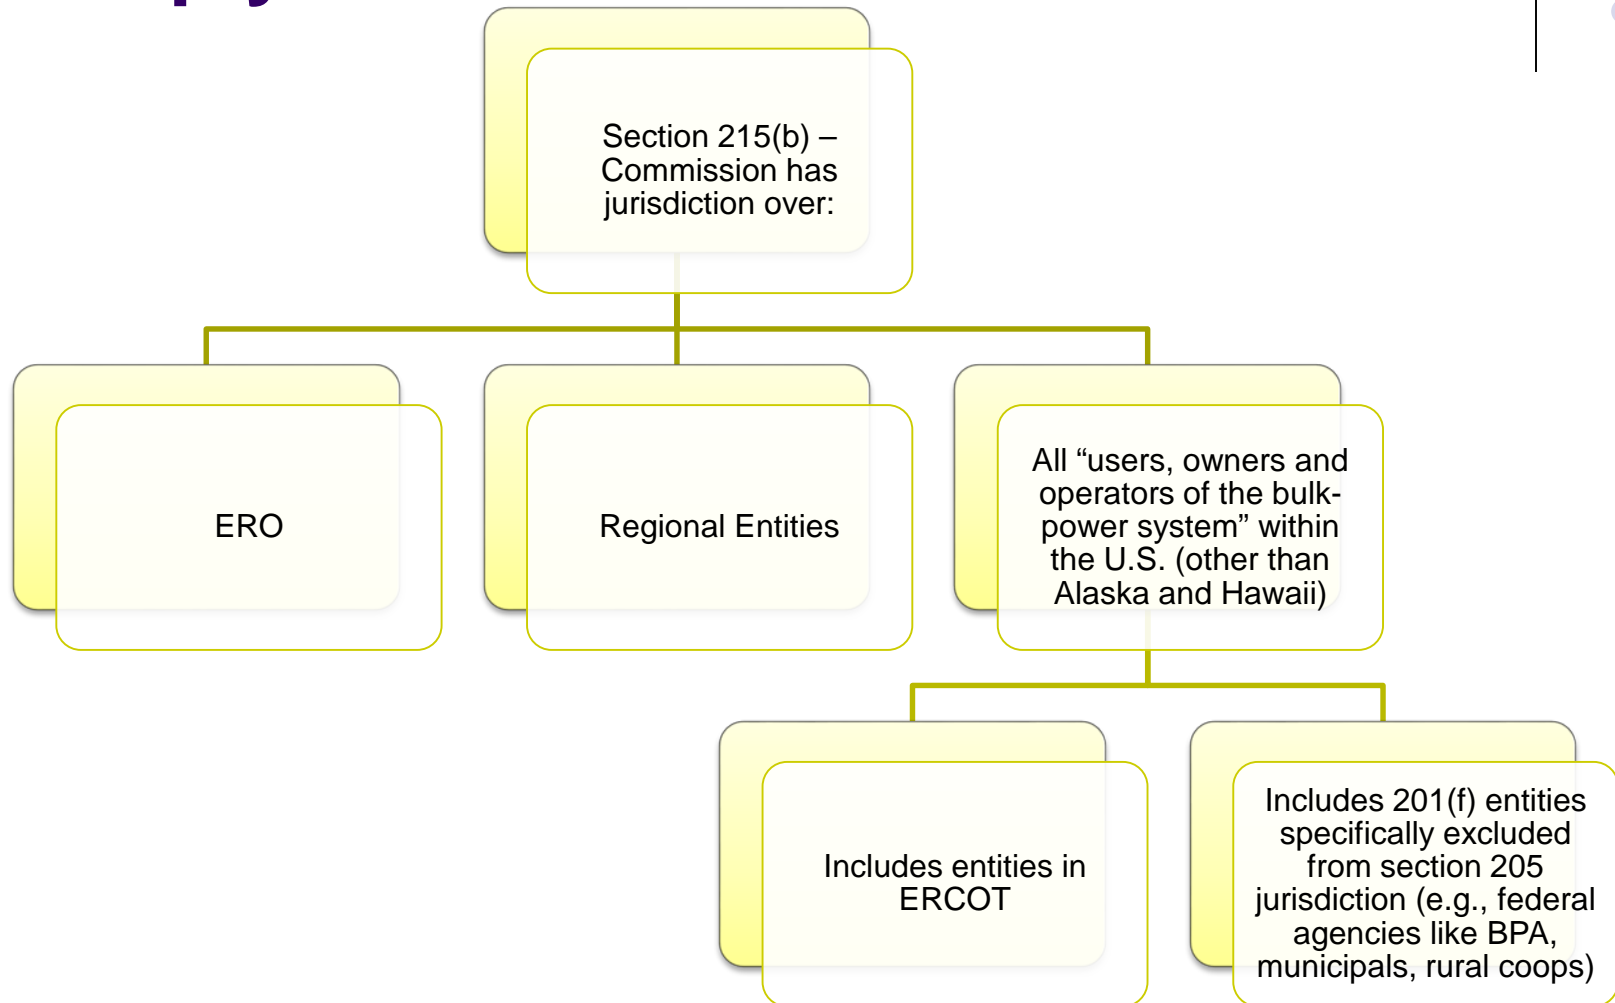 Section 215(b) –
Commission has
jurisdiction over:
ERO
Regional Entities
All “users, owners and
operators of the bulk-
power system” within
the U.S. (other than
Alaska and Hawaii)
Includes entities in
ERCOT
Includes 201(f) entities
specifically excluded
from section 205
jurisdiction (e.g., federal
agencies like BPA,
municipals, rural coops)